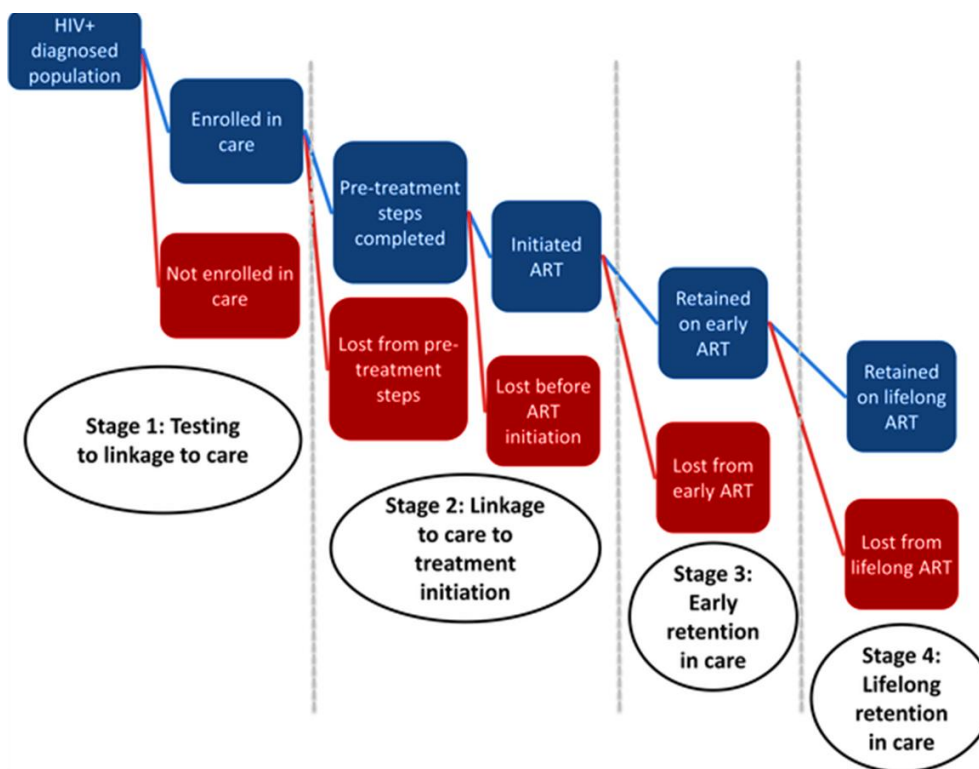 HIV+
diagnosed
population
Enrolled in
care
Not enrolled in
care
Stage 1: Testing
to linkage to care
Pre-treatment
steps
completed
Lost from pre-
treatment
steps
Initiated
ART
Lost before
ART
initiation
Stage 2: Linkage
to care to
treatment
initiation
Retained
on early
ART
Lost from
early ART
Stage 3:
Early
retention
in care
Retained
on lifelong
ART
Lost from
lifelong ART
Stage 4:
Lifelong
retention
in care